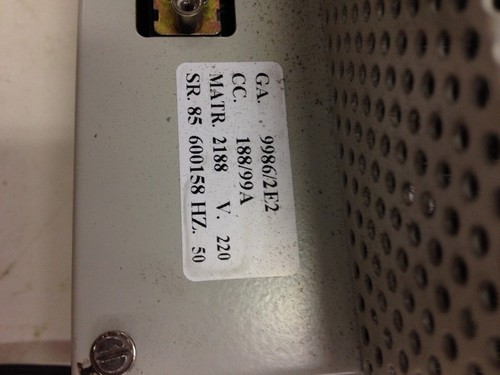 GA. 9986/2E2
CC. 188/99A
MATR. 2188 V. 220
SR. 85 600158 HZ. 50